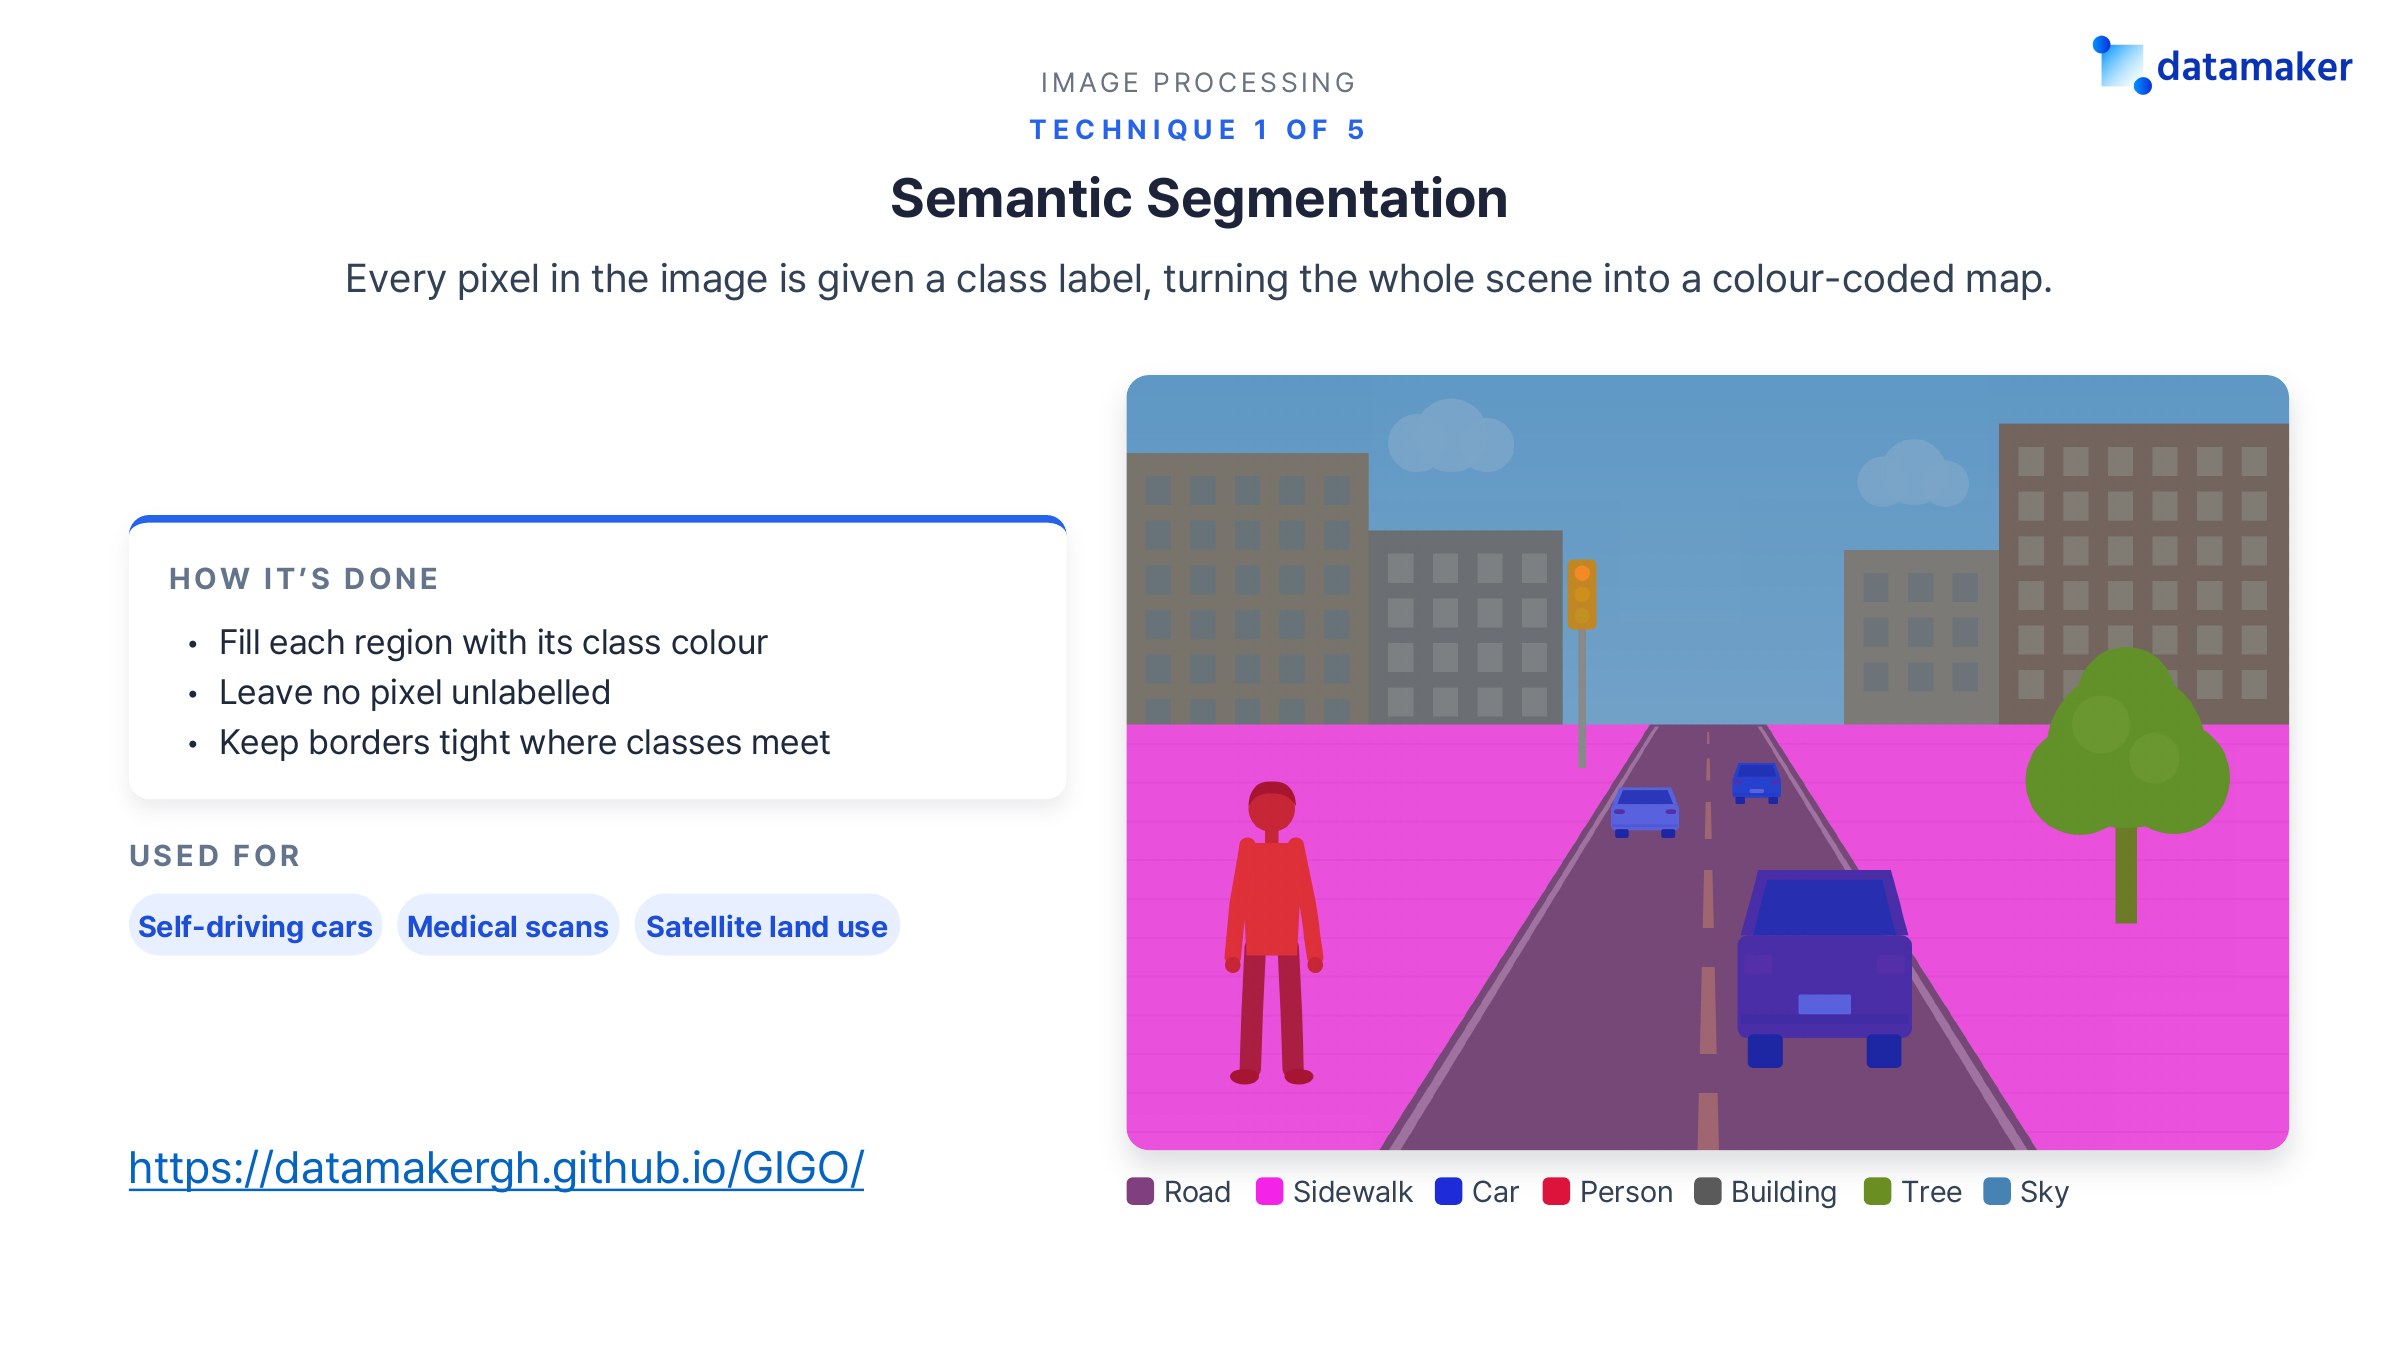 datamaker
IMAGE PROCESSING
TECHNIQUE 1 OF 5
Semantic Segmentation
Every pixel in the image is given a class label, turning the whole scene into a colour-coded map.
HOW IT’S DONE
• Fill each region with its class colour
• Leave no pixel unlabelled
• Keep borders tight where classes meet
USED FOR
Self-driving cars Medical scans Satellite land use
https://datamakergh.github.io/GIGO/
Road Sidewalk Car Person Building Tree Sky